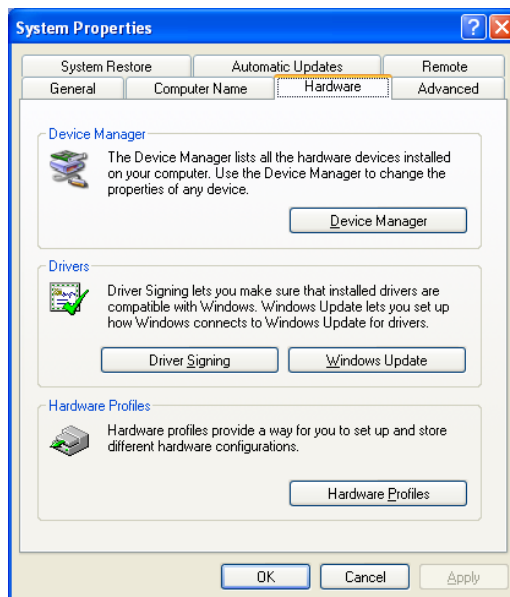 System Properties
System Restore Automatic Updates Remote
General Computer Name Hardware Advanced
Device Manager
The Device Manager lists all the hardware devices installed
on your computer. Use the Device Manager to change the
properties of any device.
Device Manager
Drivers
Driver Signing lets you make sure that installed drivers are
compatible with Windows. Windows Update lets you set up
how Windows connects to Windows Update for drivers.
Driver Signing Windows Update
Hardware Profiles
Hardware profiles provide a way for you to set up and store
different hardware configurations.
Hardware Profiles
OK Cancel Apply